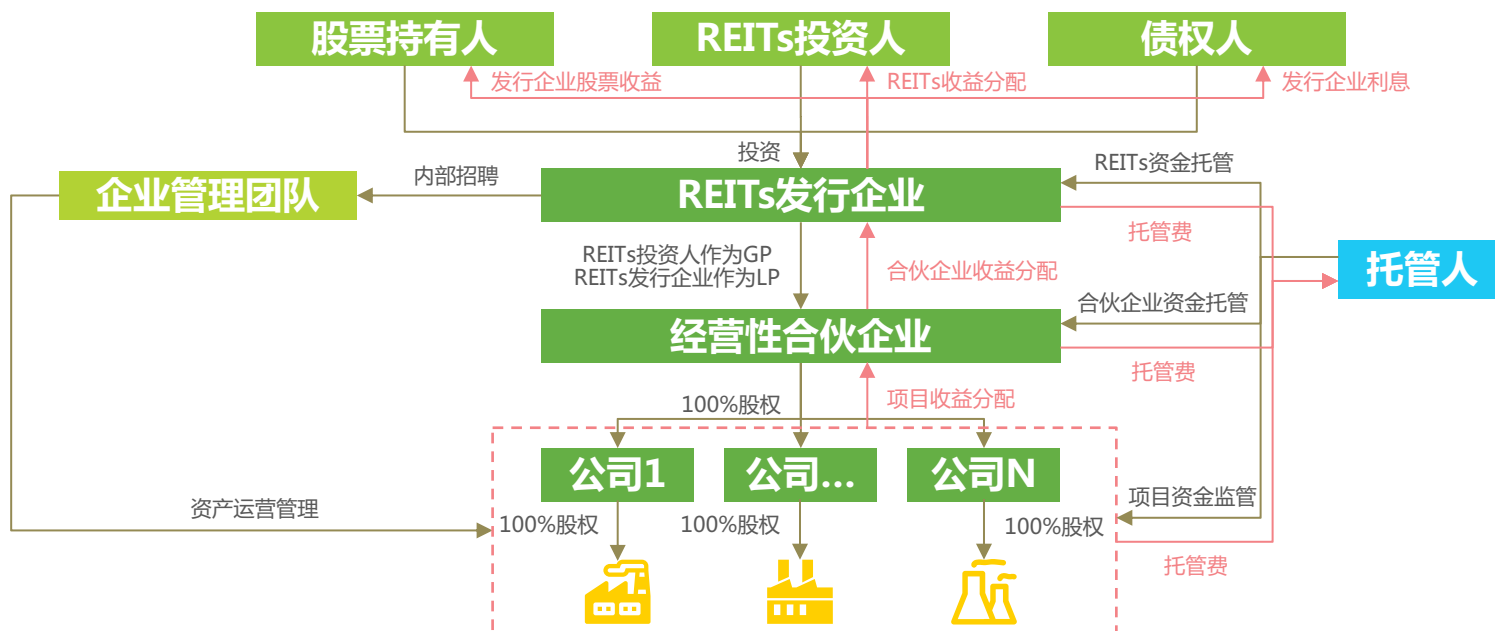 股票持有人
REITs投资人
债权人
发行企业股票收益
REITs收益分配
发行企业利息
投资
REITs资金托管
内部招聘
企业管理团队
REITs发行企业
托管费
REITs投资人作为GP
REITs发行企业作为LP
合伙企业收益分配
托管人
合伙企业资金托管
经营性合伙企业
托管费
100%股权
项目收益分配
公司1
公司...
公司N
资产运营管理
项目资金监管
100%股权
100%股权
100%股权
托管费